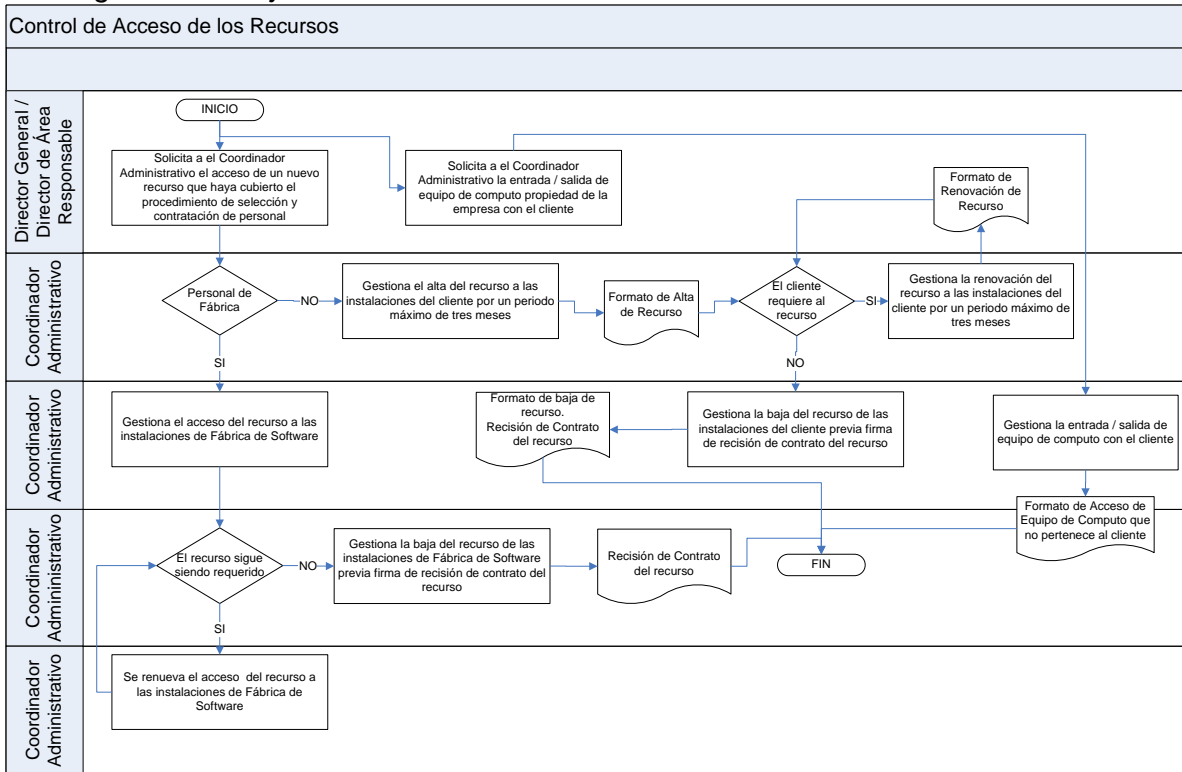 Control de Acceso de los Recursos
Director General /
Director de Área
Responsable
INICIO
Solicita a el Coordinador
Administrativo el acceso de un nuevo
recurso que haya cubierto el
procedimiento de selección y
contratación de personal
Solicita a el Coordinador
Administrativo la entrada / salida de
equipo de computo propiedad de la
empresa con el cliente
Formato de
Renovación de
Recurso
Coordinador
Administrativo
Personal de
Fábrica
NO
Gestiona el alta del recurso a las
instalaciones del cliente por un periodo
máximo de tres meses
Formato de Alta
de Recurso
El cliente
requiere al
recurso
SI
Gestiona la renovación del
recurso a las instalaciones del
cliente por un periodo máximo de
tres meses
SI
NO
Coordinador
Administrativo
Gestiona el acceso del recurso a las
instalaciones de Fábrica de Software
Formato de baja de
recurso.
Recisión de Contrato
del recurso
Gestiona la baja del recurso de las
instalaciones del cliente previa firma
de recisión de contrato del recurso
Gestiona la entrada / salida de
equipo de computo con el cliente
Coordinador
Admininistrativo
El recurso sigue
siendo requerido
NO
Gestiona la baja del recurso de las
instalaciones de Fábrica de Software
previa firma de recisión de contrato del
recurso
Recisión de Contrato
del recurso
FIN
Formato de Acceso de
Equipo de Computo que
no pertenece al cliente
SI
Coordinador
Administrativo
Se renueva el acceso del recurso a
las instalaciones de Fábrica de
Software